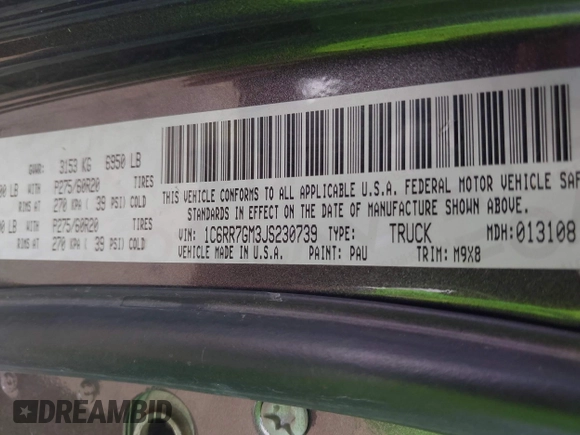 GVWR: 3153 KG 6950 LB
LB WITH P275/60R20 TIRES
RIMS AT 270 KPA ( 39 PSI) COLD
LB WITH P275/60R20 TIRES
AT 270 KPA ( 39 PSI) COLD
THIS VEHICLE CONFORMS TO ALL APPLICABLE U.S.A. FEDERAL MOTOR VEHICLE SAF
STANDARDS IN EFFECT ON THE DATE OF MANUFACTURE SHOWN ABOVE.
VIN: 1C6RR7GM3JS230739 TYPE: TRUCK MDH: 013108
VEHICLE MADE IN U.S.A. PAINT: PAU TRIM: M9X8
DREAMBID